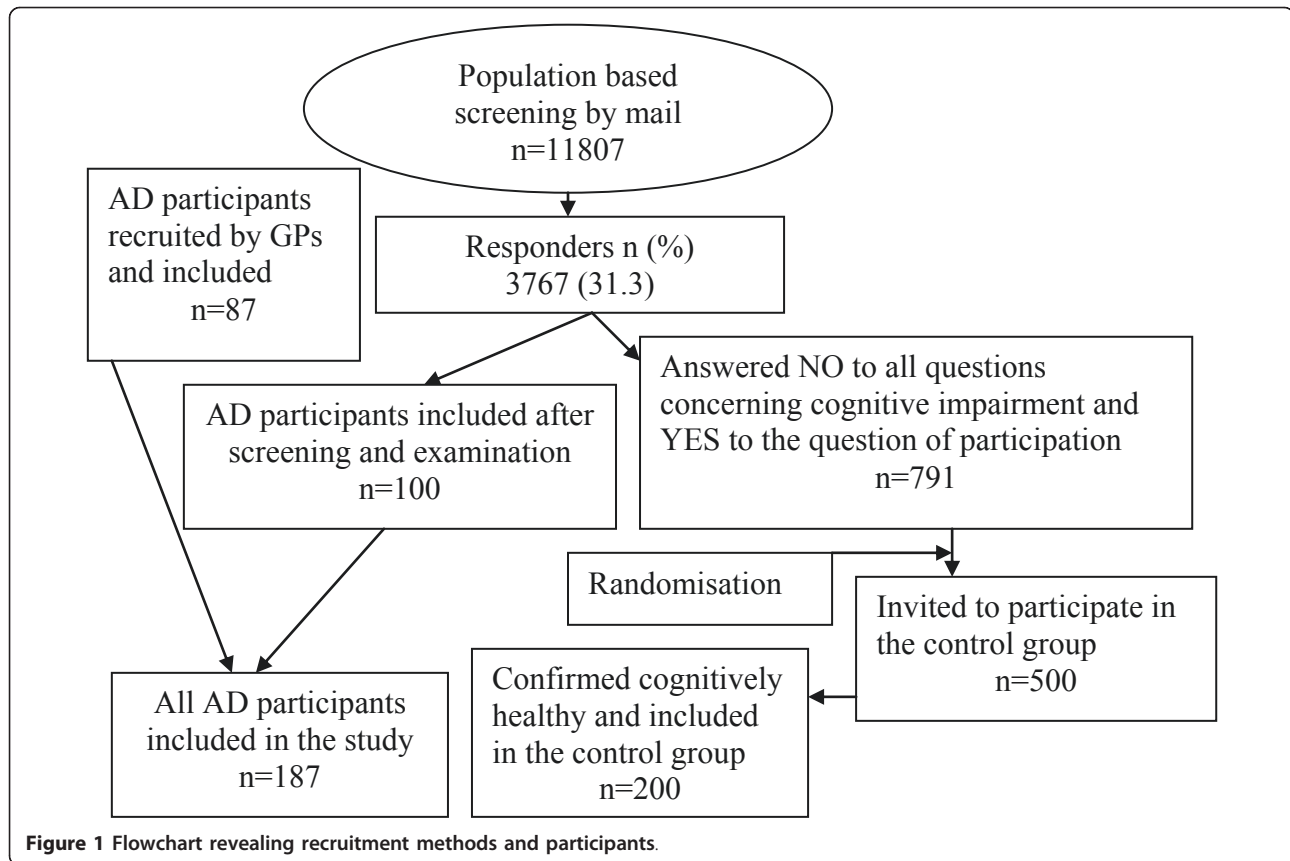 Population based
screening by mail
n=11807
AD participants
recruited by GPs
and included
n=87
Responders n (%)
3767 (31.3)
AD participants included after
screening and examination
n=100
Answered NO to all questions
concerning cognitive impairment and
YES to the question of participation
n=791
Randomisation
Invited to participate in
the control group
n=500
All AD participants
included in the study
n=187
Confirmed cognitively
healthy and included
in the control group
n=200
Figure 1 Flowchart revealing recruitment methods and participants.